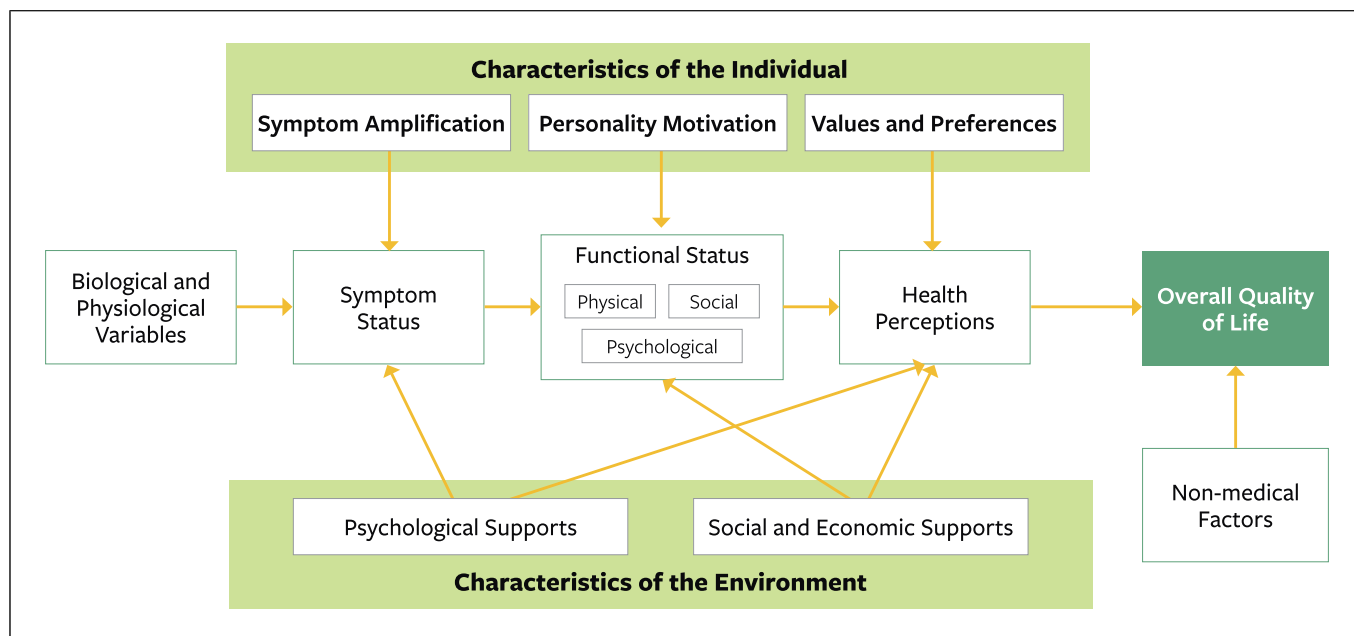 Characteristics of the Individual
Symptom Amplification
Personality Motivation
Values and Preferences
Biological and
Physiological
Variables
Symptom
Status
Functional Status
Physical
Social
Psychological
Health
Perceptions
Overall Quality
of Life
Psychological Supports
Social and Economic Supports
Characteristics of the Environment
Non-medical
Factors